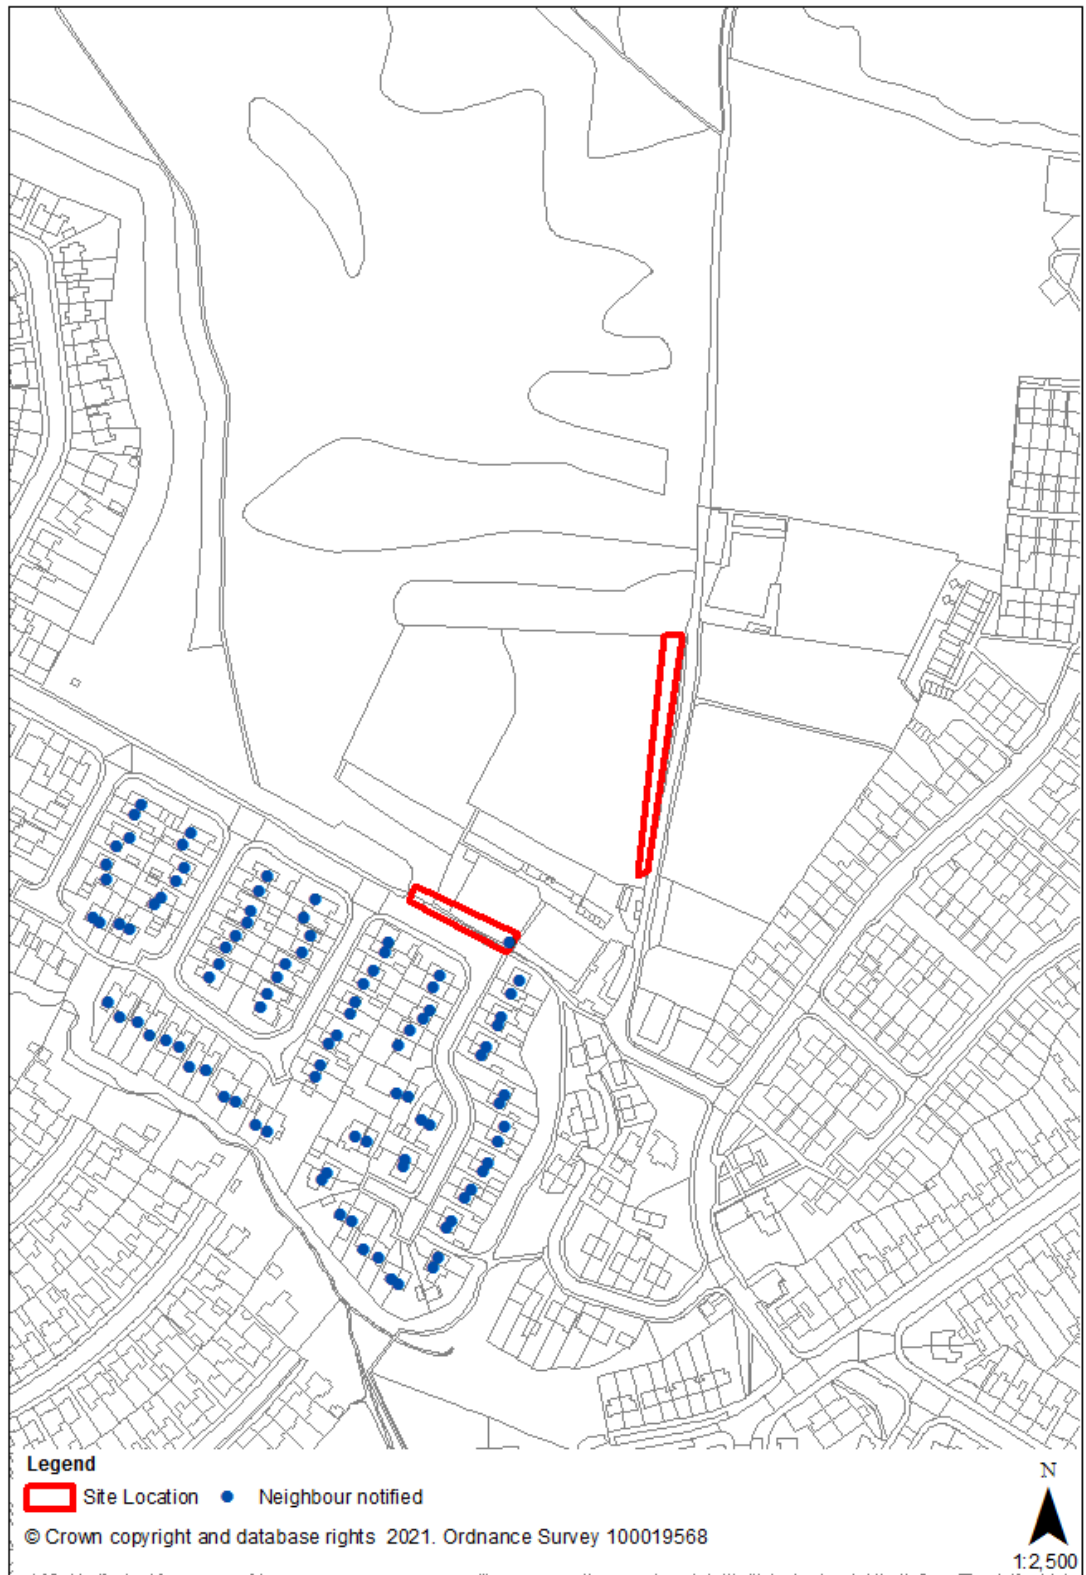 Legend
Site Location Neighbour notified
© Crown copyright and database rights 2021. Ordnance Survey 100019568
N
1:2,500